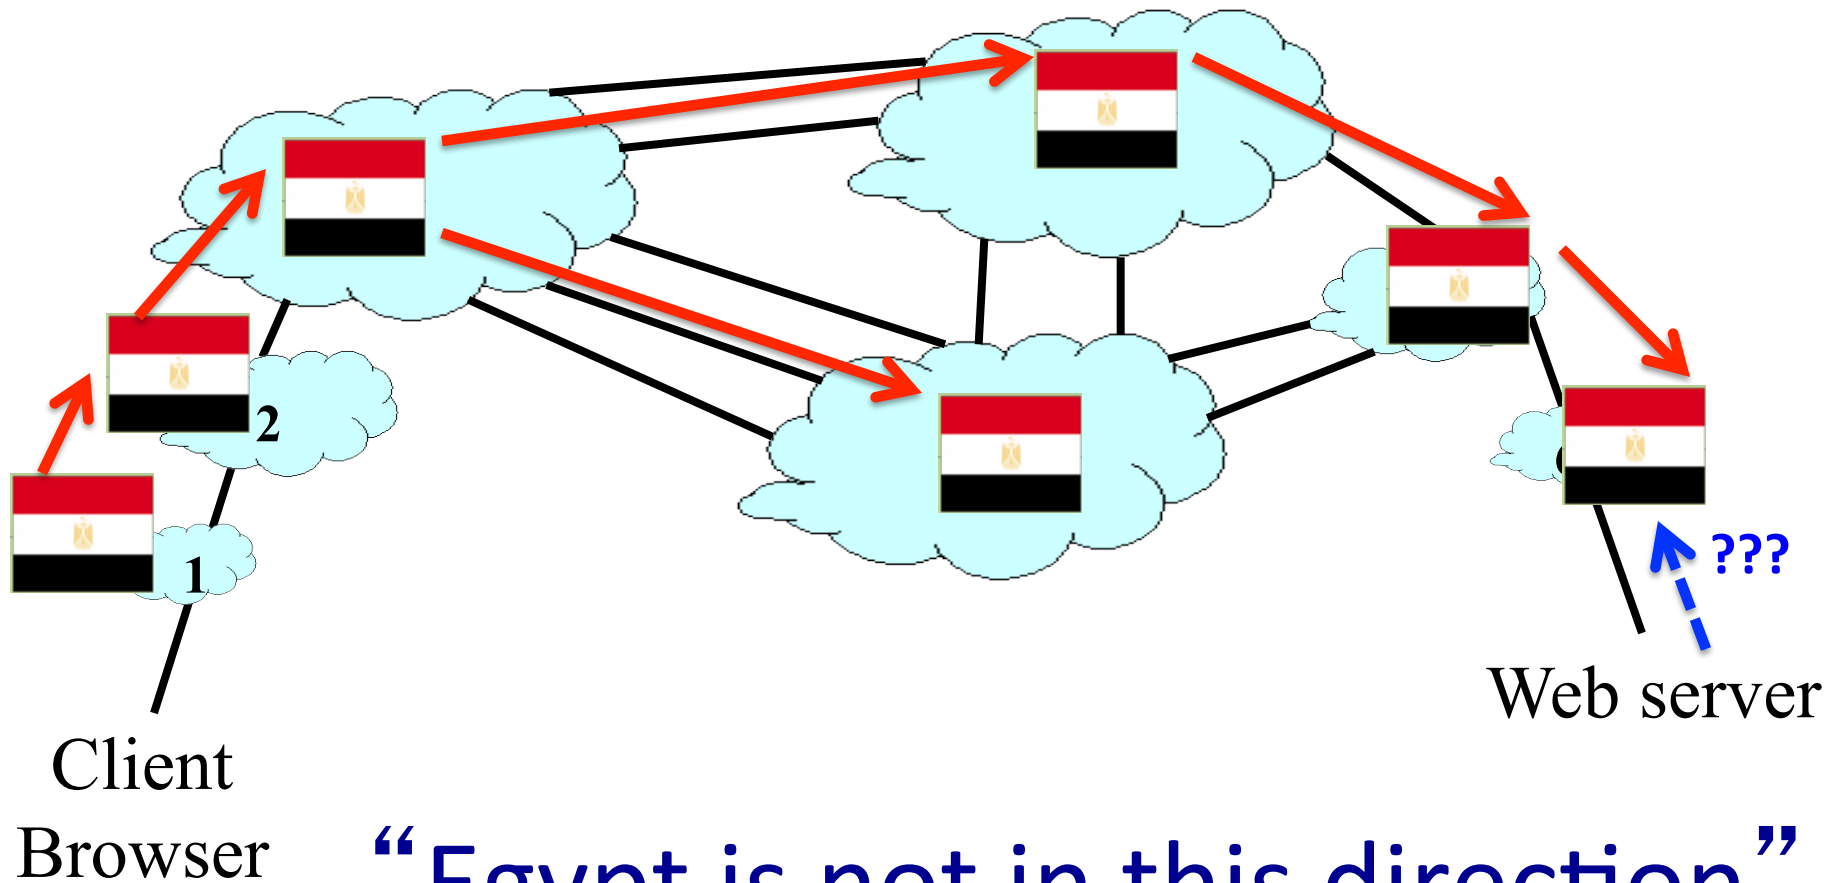 2
1
???
Web server
Client
Browser
“Egypt is not in this direction”